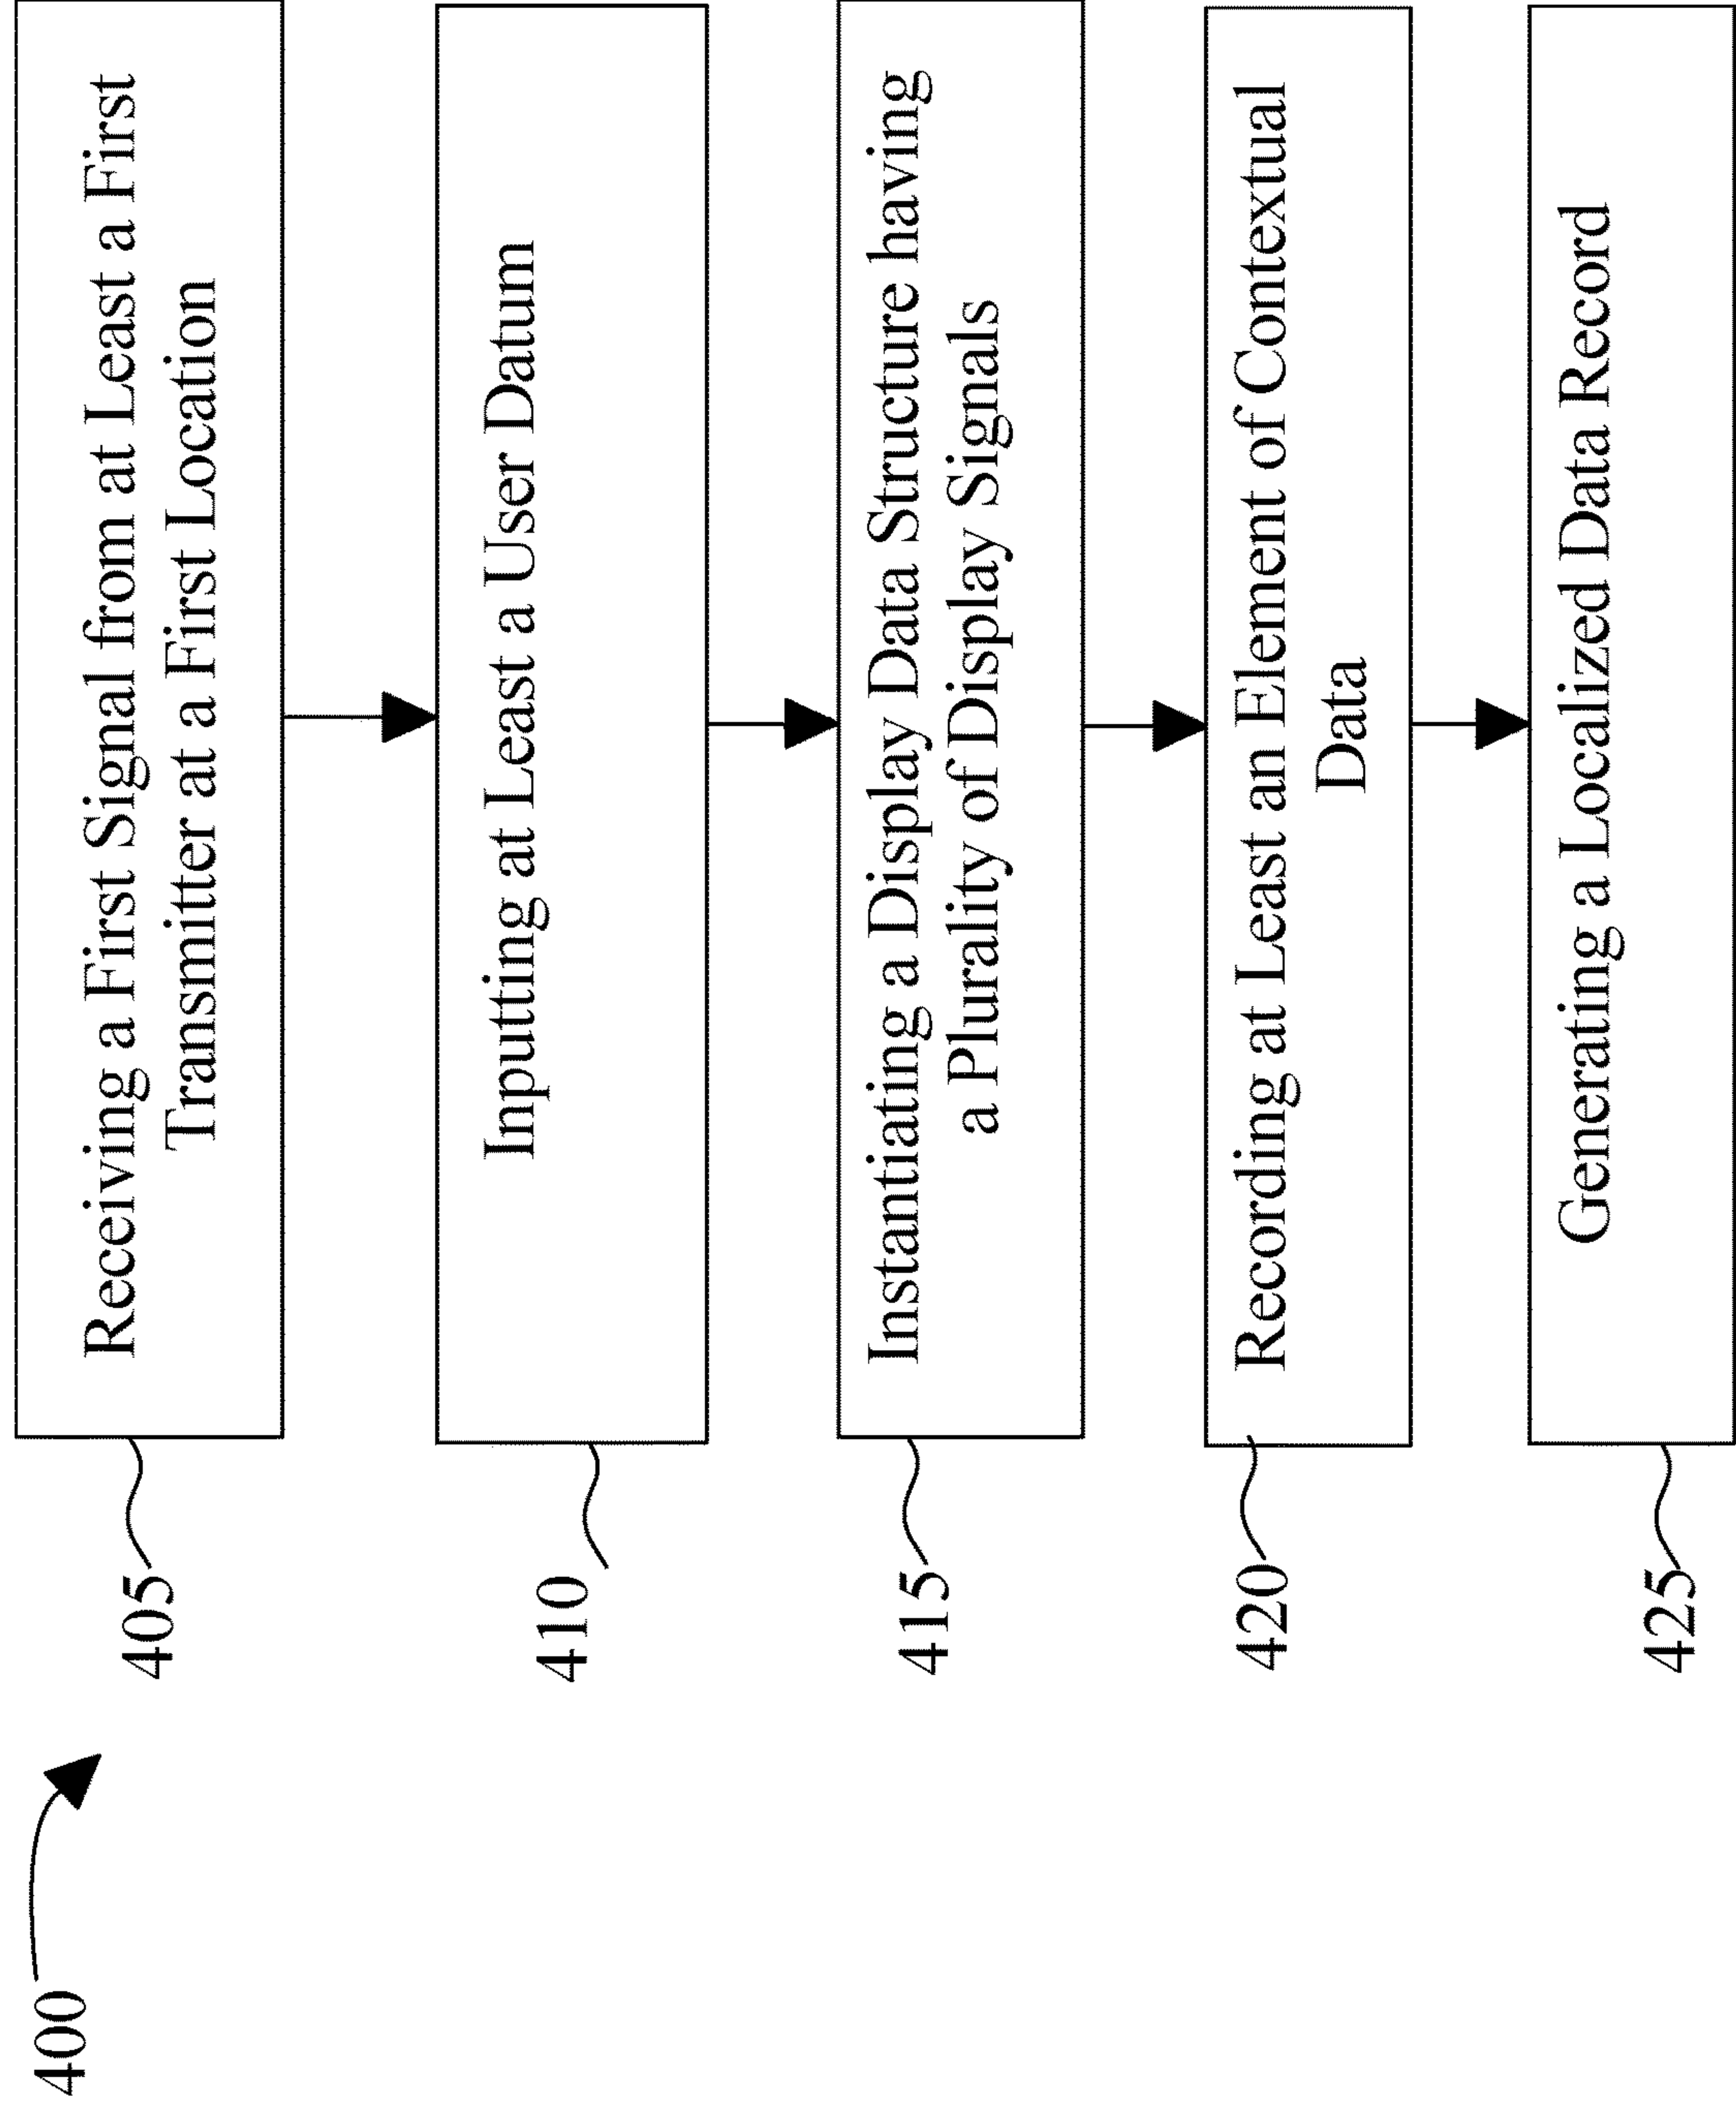 400
405
Receiving a First Signal from at Least a First
Transmitter at a First Location
410
Inputting at Least a User Datum
415
Instantiating a Display Data Structure having
a Plurality of Display Signals
420
Recording at Least an Element of Contextual
Data
425
Generating a Localized Data Record